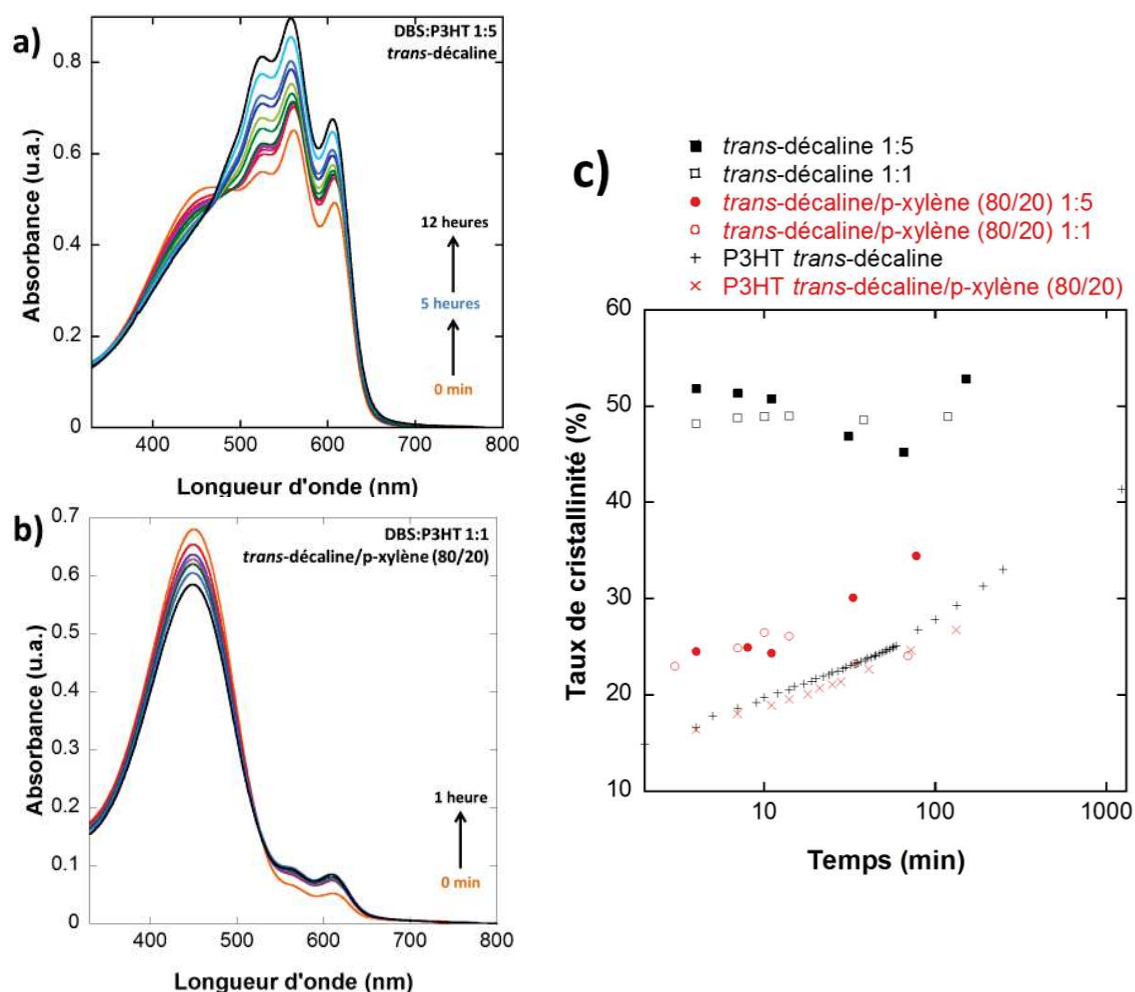 a)
DBS:P3HT 1:5
trans-décaline
0.8
0.6
0.4
0.2
0
Absorbance (u.a.)
12 heures
5 heures
0 min
400 500 600 700 800
Longueur d'onde (nm)
b)
DBS:P3HT 1:1
trans-décaline/p-xylène (80/20)
0.7
0.6
0.5
0.4
0.3
0.2
0.1
0
Absorbance (u.a.)
1 heure
0 min
400 500 600 700 800
Longueur d'onde (nm)
c)
trans-décaline 1:5
trans-décaline 1:1
trans-décaline/p-xylène (80/20) 1:5
trans-décaline/p-xylène (80/20) 1:1
P3HT trans-décaline
P3HT trans-décaline/p-xylène (80/20)
60
50
40
30
20
10
Taux de cristallinité (%)
10 100 1000
Temps (min)